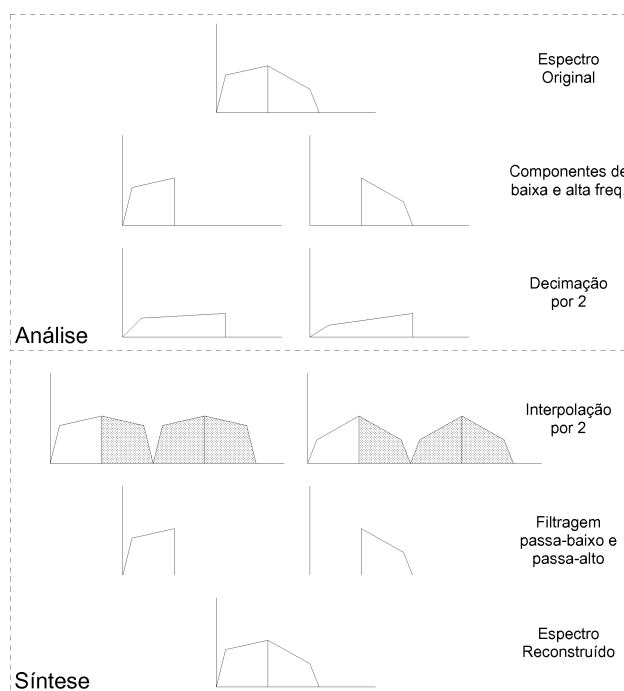 Espectro
Original
Componentes de
baixa e alta freq.
Decimação
por 2
Análise
Interpolação
por 2
Filtragem
passa-baixo e
passa-alto
Espectro
Reconstruído
Síntese